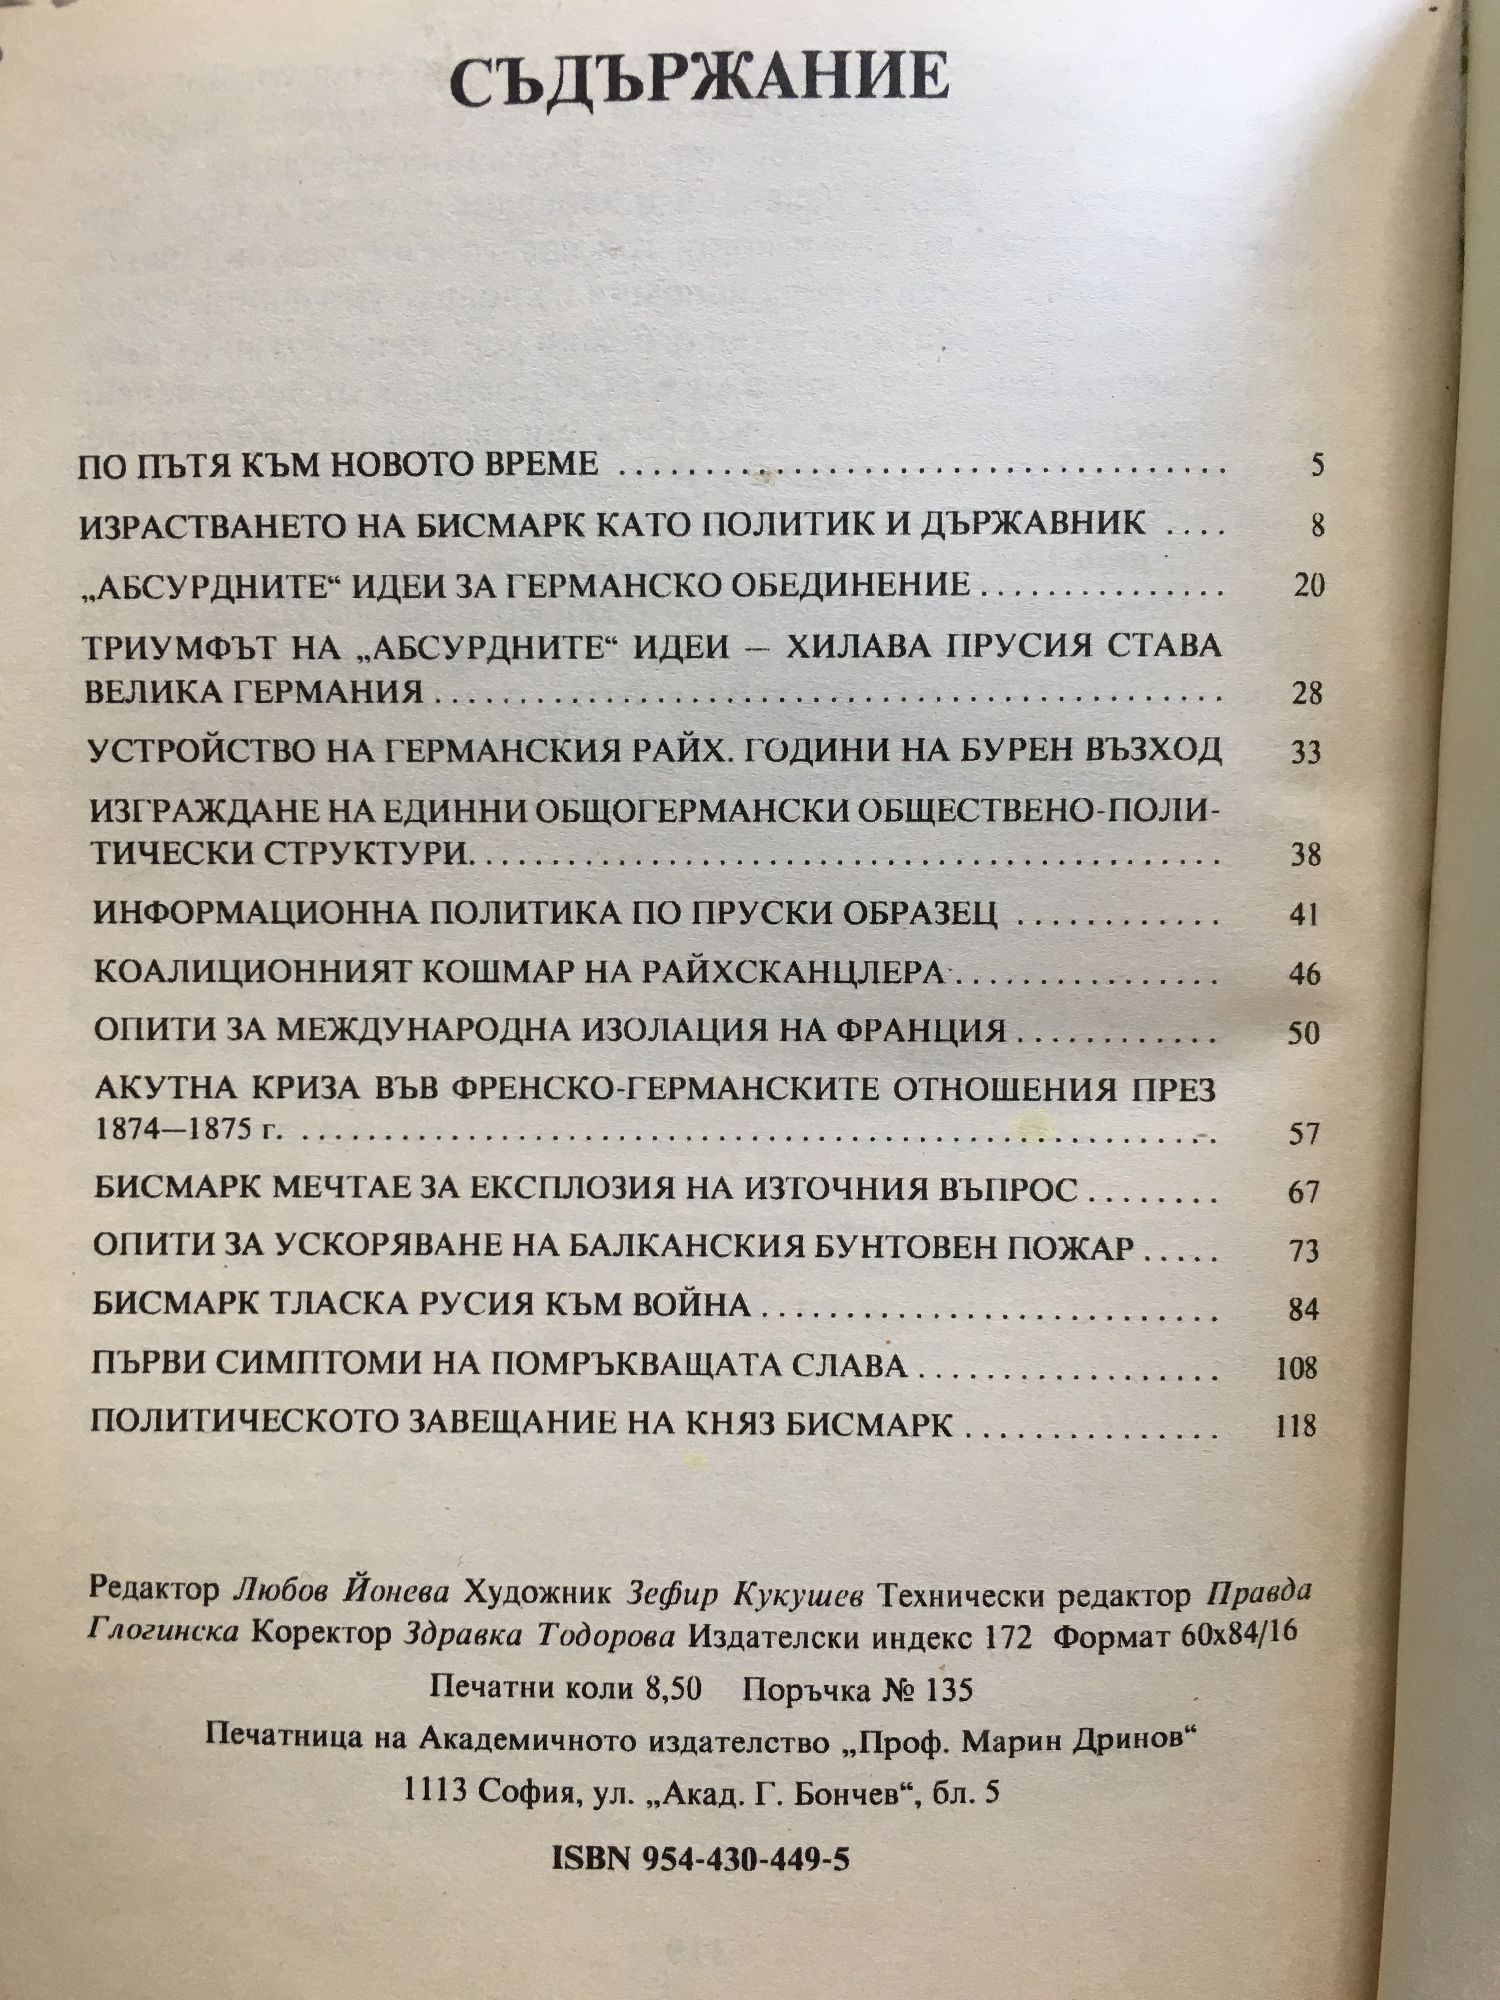 СЪДЪРЖАНИЕ
ПО ПЪТЯ КЪМ НОВОТО ВРЕМЕ ................................... 5
ИЗРАСТВАНЕТО НА БИСМАРК КАТО ПОЛИТИК И ДЪРЖАВНИК .... 8
„АБСУРДНИТЕ“ ИДЕИ ЗА ГЕРМАНСКО ОБЕДИНЕНИЕ............... 20
ТРИУМФЪТ НА „АБСУРДНИТЕ“ ИДЕИ – ХИЛАВА ПРУСИЯ СТАВА
ВЕЛИКА ГЕРМАНИЯ............................................. 28
УСТРОЙСТВО НА ГЕРМАНСКИЯ РАЙХ. ГОДИНИ НА БУРЕН ВЪЗХОД 33
ИЗГРАЖДАНЕ НА ЕДИННИ ОБЩОГЕРМАНСКИ ОБЩЕСТВЕНО-ПОЛИ-
ТИЧЕСКИ СТРУКТУРИ........................................... 38
ИНФОРМАЦИОННА ПОЛИТИКА ПО ПРУСКИ ОБРАЗЕЦ ............ 41
КОАЛИЦИОННИЯТ КОШМАР НА РАЙХСКАНЦЛЕРА................ 46
ОПИТИ ЗА МЕЖДУНАРОДНА ИЗОЛАЦИЯ НА ФРАНЦИЯ............ 50
АКУТНА КРИЗА ВЪВ ФРЕНСКО-ГЕРМАНСКИТЕ ОТНОШЕНИЯ ПРЕЗ
1874—1875 г. ..................................................... 57
БИСМАРК МЕЧТАЕ ЗА ЕКСПЛОЗИЯ НА ИЗТОЧНИЯ ВЪПРОС........ 67
ОПИТИ ЗА УСКОРЯВАНЕ НА БАЛКАНСКИЯ БУНТОВЕН ПОЖАР..... 73
БИСМАРК ТЛАСКА РУСИЯ КЪМ ВОЙНА........................... 84
ПЪРВИ СИМПТОМИ НА ПОМРЪКВАЩАТА СЛАВА.................. 108
ПОЛИТИЧЕСКОТО ЗАВЕЩАНИЕ НА КНЯЗ БИСМАРК............... 118
Редактор Любов Йонева Художник Зефир Кукушев Технически редактор Правда
Глогинска Коректор Здравка Тодорова Издателски индекс 172 Формат 60x84/16
Печатни коли 8,50 Поръчка № 135
Печатница на Академичното издателство „Проф. Марин Дринов“
1113 София, ул. „Акад. Г. Бончев“, бл. 5
ISBN 954-430-449-5